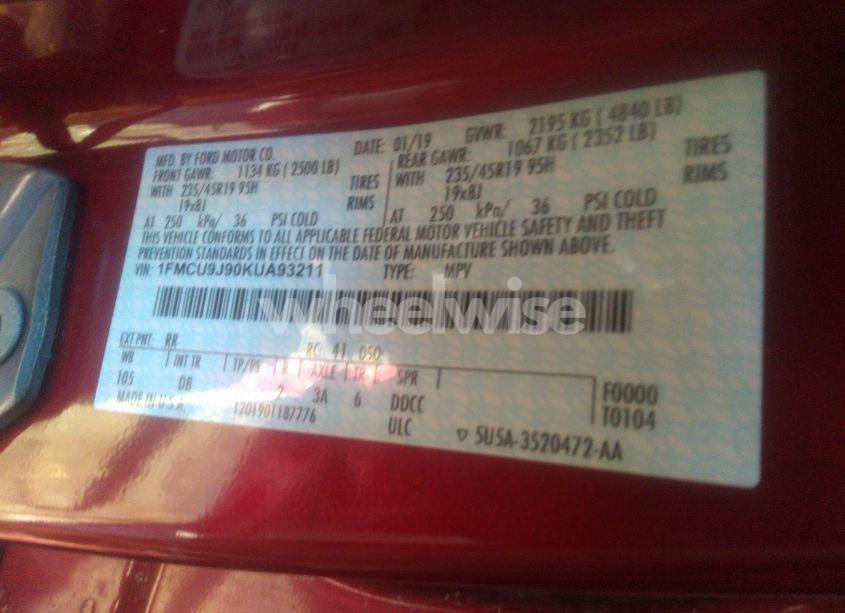 MFD. BY FORD MOTOR CO.
DATE: 01/19 GVWR: 2195 KG ( 4840 LB)
FRONT GAWR: 1134 KG ( 2500 LB) REAR GAWR: 1067 KG ( 2352 LB)
WITH 235/45R19 95H TIRES WITH 235/45R19 95H TIRES
19x8J RIMS 19x8J RIMS
AT 250 kPa/ 36 PSI COLD AT 250 kPa/ 36 PSI COLD
THIS VEHICLE CONFORMS TO ALL APPLICABLE FEDERAL MOTOR VEHICLE SAFETY AND THEFT
PREVENTION STANDARDS IN EFFECT ON THE DATE OF MANUFACTURE SHOWN ABOVE.
VIN: 1FMCU9J90KUA93211 TYPE: MPV
wheelwise
EXT PNT: RR RC: 41 DSO:
WB INT TR TP/PS R AXLE TR SPR F0000
105 DB 2 3A 6 DDCC T0104
MADE IN U.S.A. 1201901187776 ULC 5U5A-3520472-AA